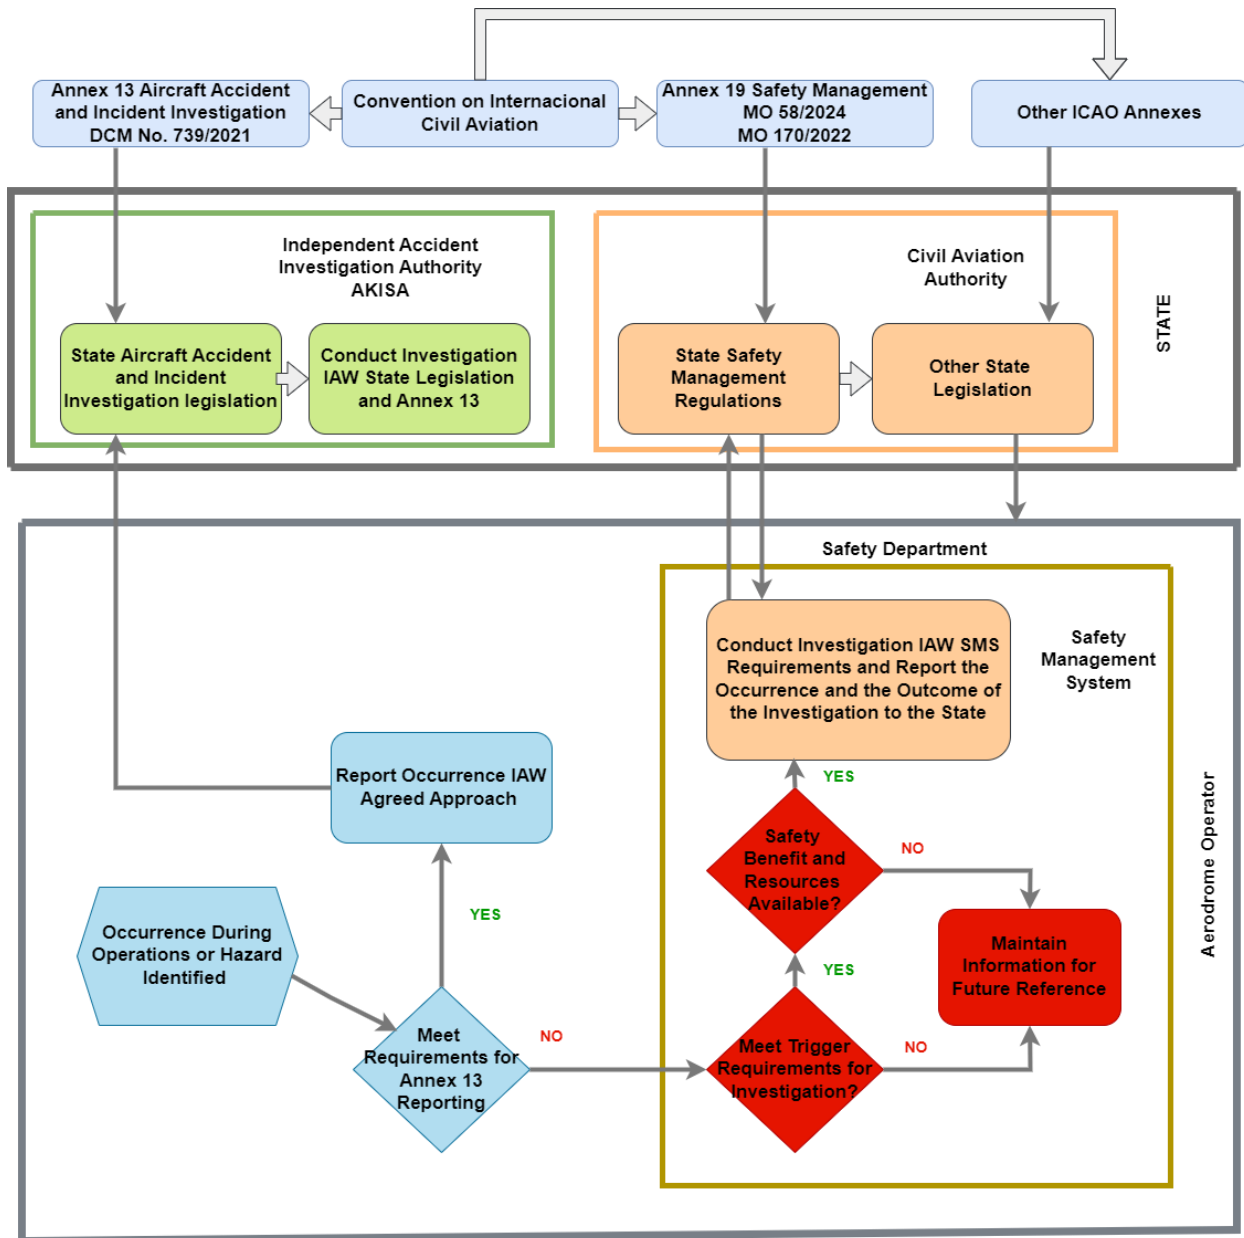 Annex 13 Aircraft Accident
and Incident Investigation
DCM No. 739/2021
Convention on Internacional
Civil Aviation
Annex 19 Safety Management
MO 58/2024
MO 170/2022
Other ICAO Annexes
Independent Accident
Investigation Authority
AKISA
Civil Aviation
Authority
STATE
State Aircraft Accident
and Incident
Investigation legislation
Conduct Investigation
IAW State Legislation
and Annex 13
State Safety
Management
Regulations
Other State
Legislation
Safety Department
Conduct Investigation IAW SMS
Requirements and Report the
Occurrence and the Outcome of
the Investigation to the State
Safety
Management
System
Aerodrome Operator
Report Occurrence IAW
Agreed Approach
YES
Safety
Benefit and
Resources
Available?
NO
YES
Occurrence During
Operations or Hazard
Identified
Maintain
Information for
Future Reference
YES
Meet
Requirements for
Annex 13
Reporting
NO
Meet Trigger
Requirements for
Investigation?
NO